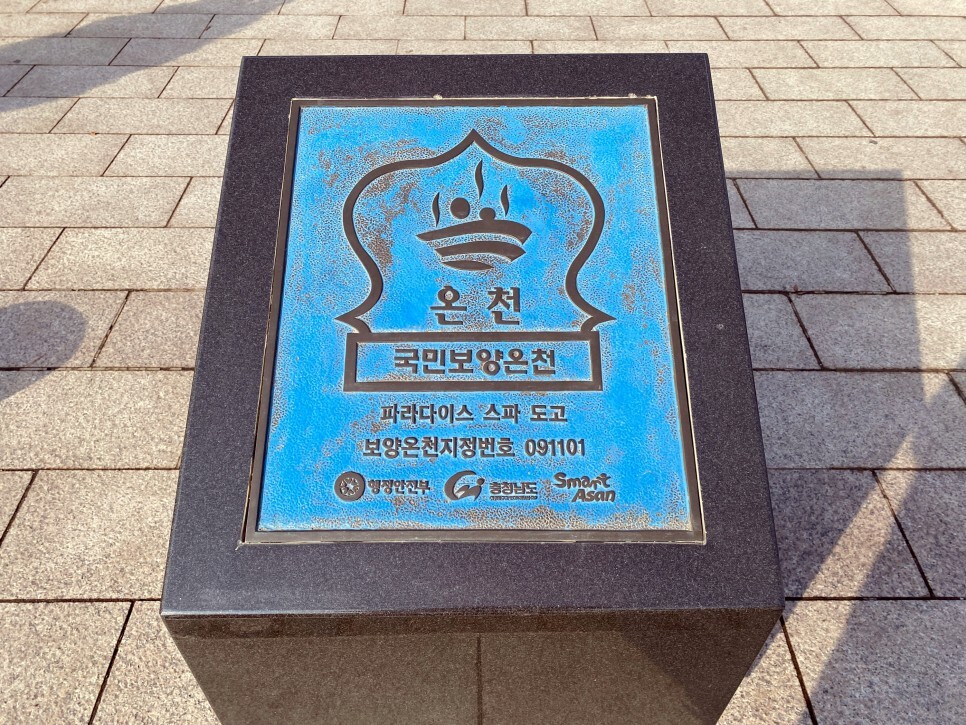 온천
국민보양온천
파라다이스 스파 도고
보양온천지정번호 091101
행정안전부 충청남도 Smart Asan